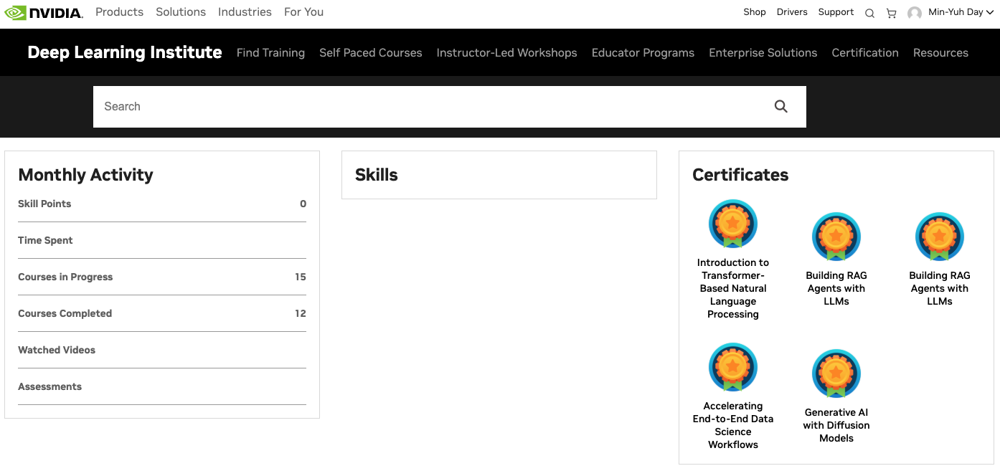 NVIDIA. Products Solutions Industries For You Shop Drivers Support Min-Yuh Day
Deep Learning Institute Find Training Self Paced Courses Instructor-Led Workshops Educator Programs Enterprise Solutions Certification Resources
Search
Monthly Activity
Skill Points 0
Time Spent
Courses in Progress 15
Courses Completed 12
Watched Videos
Assessments
Skills
Certificates
Introduction to
Transformer-
Based Natural
Language
Processing
Building RAG
Agents with
LLMs
Building RAG
Agents with
LLMs
Accelerating
End-to-End Data
Science
Workflows
Generative AI
with Diffusion
Models